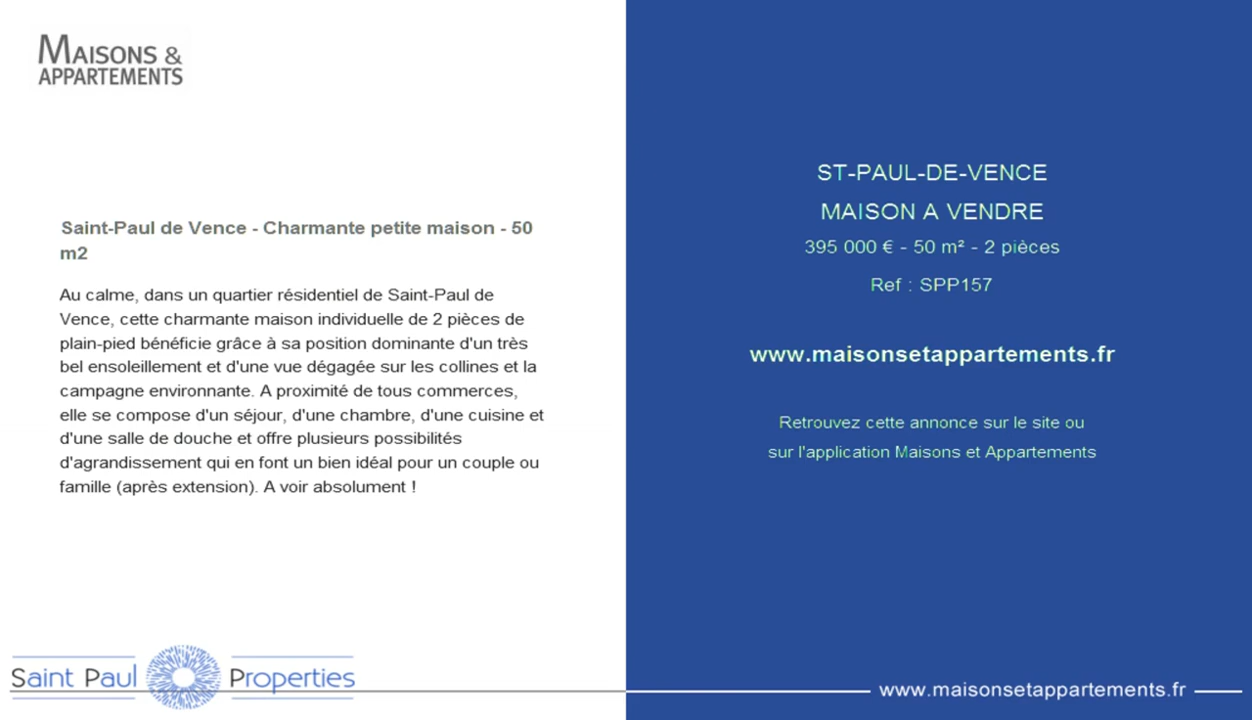 MAISONS &
APPARTEMENTS
Saint-Paul de Vence - Charmante petite maison - 50
m2
Au calme, dans un quartier résidentiel de Saint-Paul de
Vence, cette charmante maison individuelle de 2 pièces de
plain-pied bénéficie grâce à sa position dominante d'un très
bel ensoleillement et d'une vue dégagée sur les collines et la
campagne environnante. A proximité de tous commerces,
elle se compose d'un séjour, d'une chambre, d'une cuisine et
d'une salle de douche et offre plusieurs possibilités
d'agrandissement qui en font un bien idéal pour un couple ou
famille (après extension). A voir absolument !
Saint Paul Properties
ST-PAUL-DE-VENCE
MAISON A VENDRE
395 000 € - 50 m² - 2 pièces
Ref : SPP157
www.maisonsetappartements.fr
Retrouvez cette annonce sur le site ou
sur l'application Maisons et Appartements
www.maisonsetappartements.fr